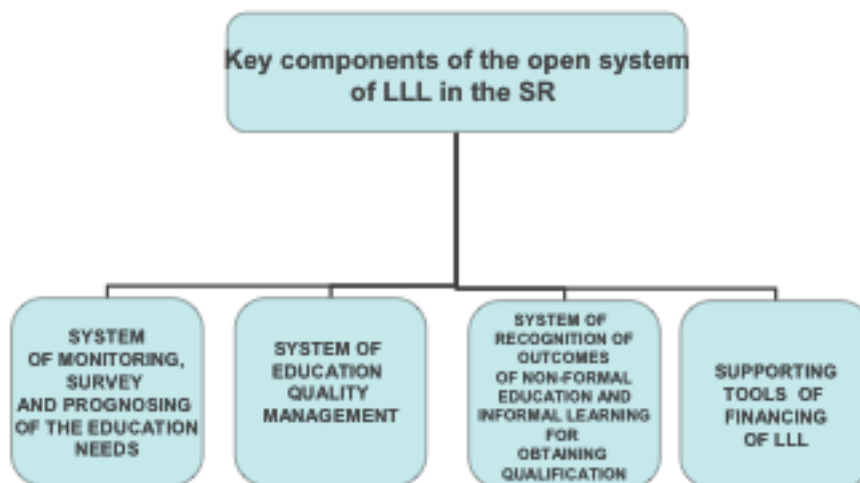 Key components of the open system
of LLL in the SR
SYSTEM
OF MONITORING,
SURVEY
AND PROGNOSING
OF THE EDUCATION
NEEDS
SYSTEM OF
EDUCATION
QUALITY
MANAGEMENT
SYSTEM OF
RECOGNITION OF
OUTCOMES
OF NON-FORMAL
EDUCATION AND
INFORMAL LEARNING
FOR
OBTAINING
QUALIFICATION
SUPPORTING
TOOLS OF
FINANCING
OF LLL